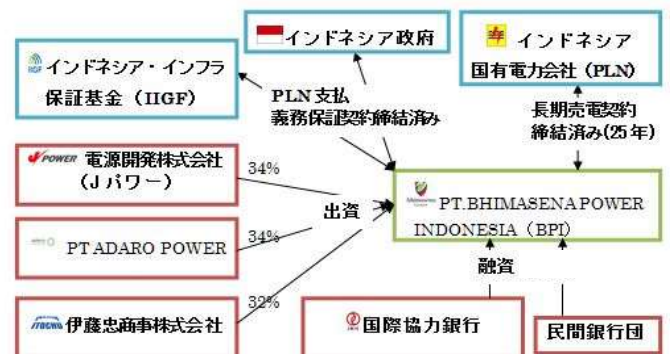 インドネシア政府
インドネシア
国有電力会社 (PLN)
IIGF
インドネシア・インフラ
保証基金 (IIGF)
PLN 支払
義務保証契約締結済み
長期売電契約
締結済み(25年)
J POWER 電源開発株式会社
(Jパワー)
34%
出資
PT.BHIMASENA POWER
INDONESIA (BPI)
PT ADARO POWER
34%
融資
32%
ITOCHU 伊藤忠商事株式会社
国際協力銀行
民間銀行団